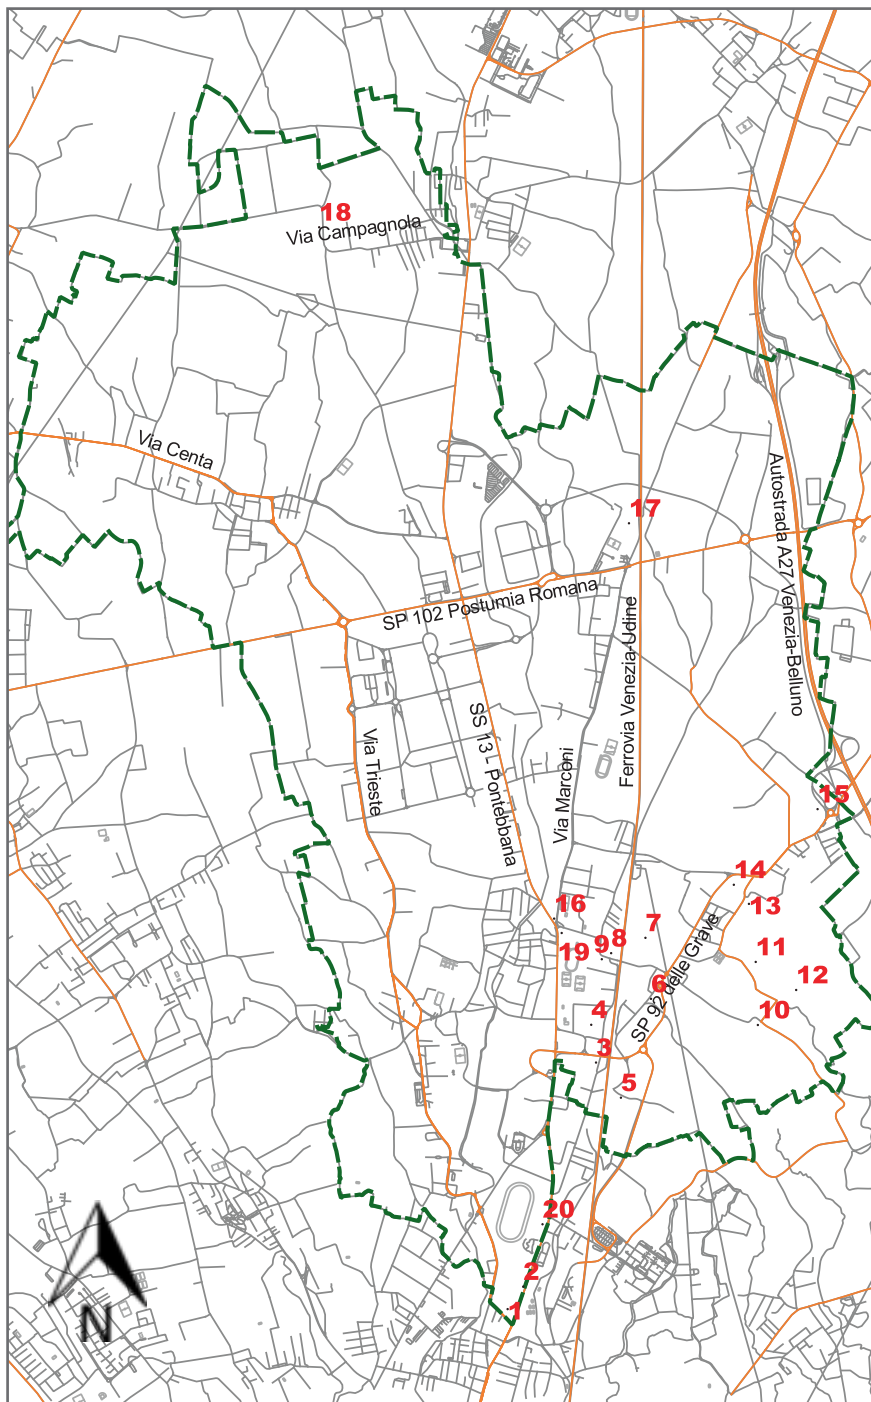 18
Via Campagnola
Via Centa
17
Autostrada A27 Venezia-Belluno
SP 102 Postumia Romana
Ferrovia Venezia-Udine
SS 13 - Pontebbana
Via Trieste
Via Marconi
15
14
13
16
7
8
9
19
11
12
6
SP 92 delle Grave
10
4
3
5
20
2
1
N